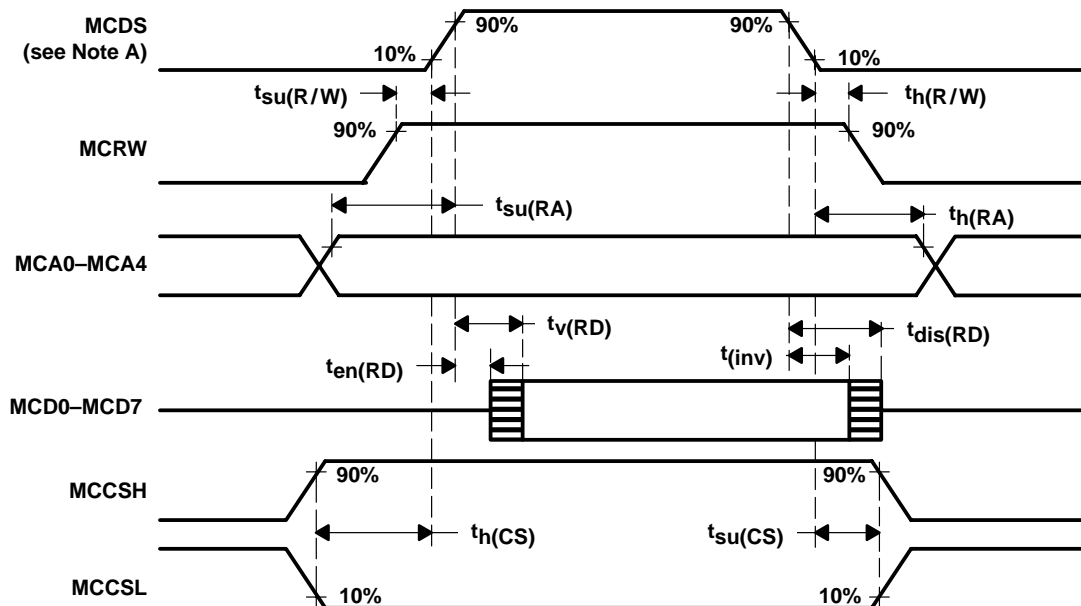 MCDS
(see Note A)
90%
90%
10%
10%
tsu(R/W)
th(R/W)
MCRW
90%
90%
tsu(RA)
th(RA)
MCA0–MCA4
tv(RD)
tdis(RD)
ten(RD)
t(inv)
MCD0–MCD7
MCCSH
90%
90%
th(CS)
tsu(CS)
MCCSL
10%
10%